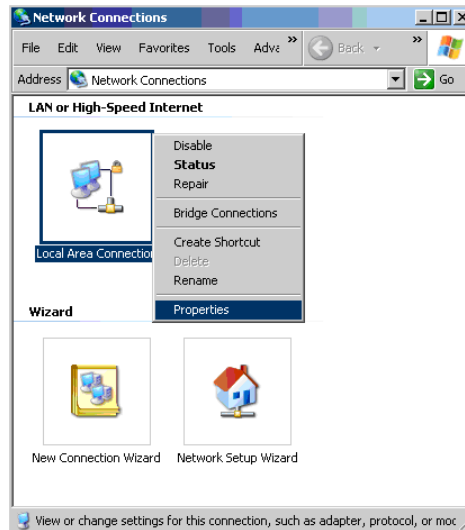 Network Connections
File Edit View Favorites Tools Adva » Back »
Address Network Connections Go
LAN or High-Speed Internet
Disable
Status
Repair
Bridge Connections
Create Shortcut
Delete
Rename
Properties
Local Area Connection
Wizard
New Connection Wizard Network Setup Wizard
View or change settings for this connection, such as adapter, protocol, or mod